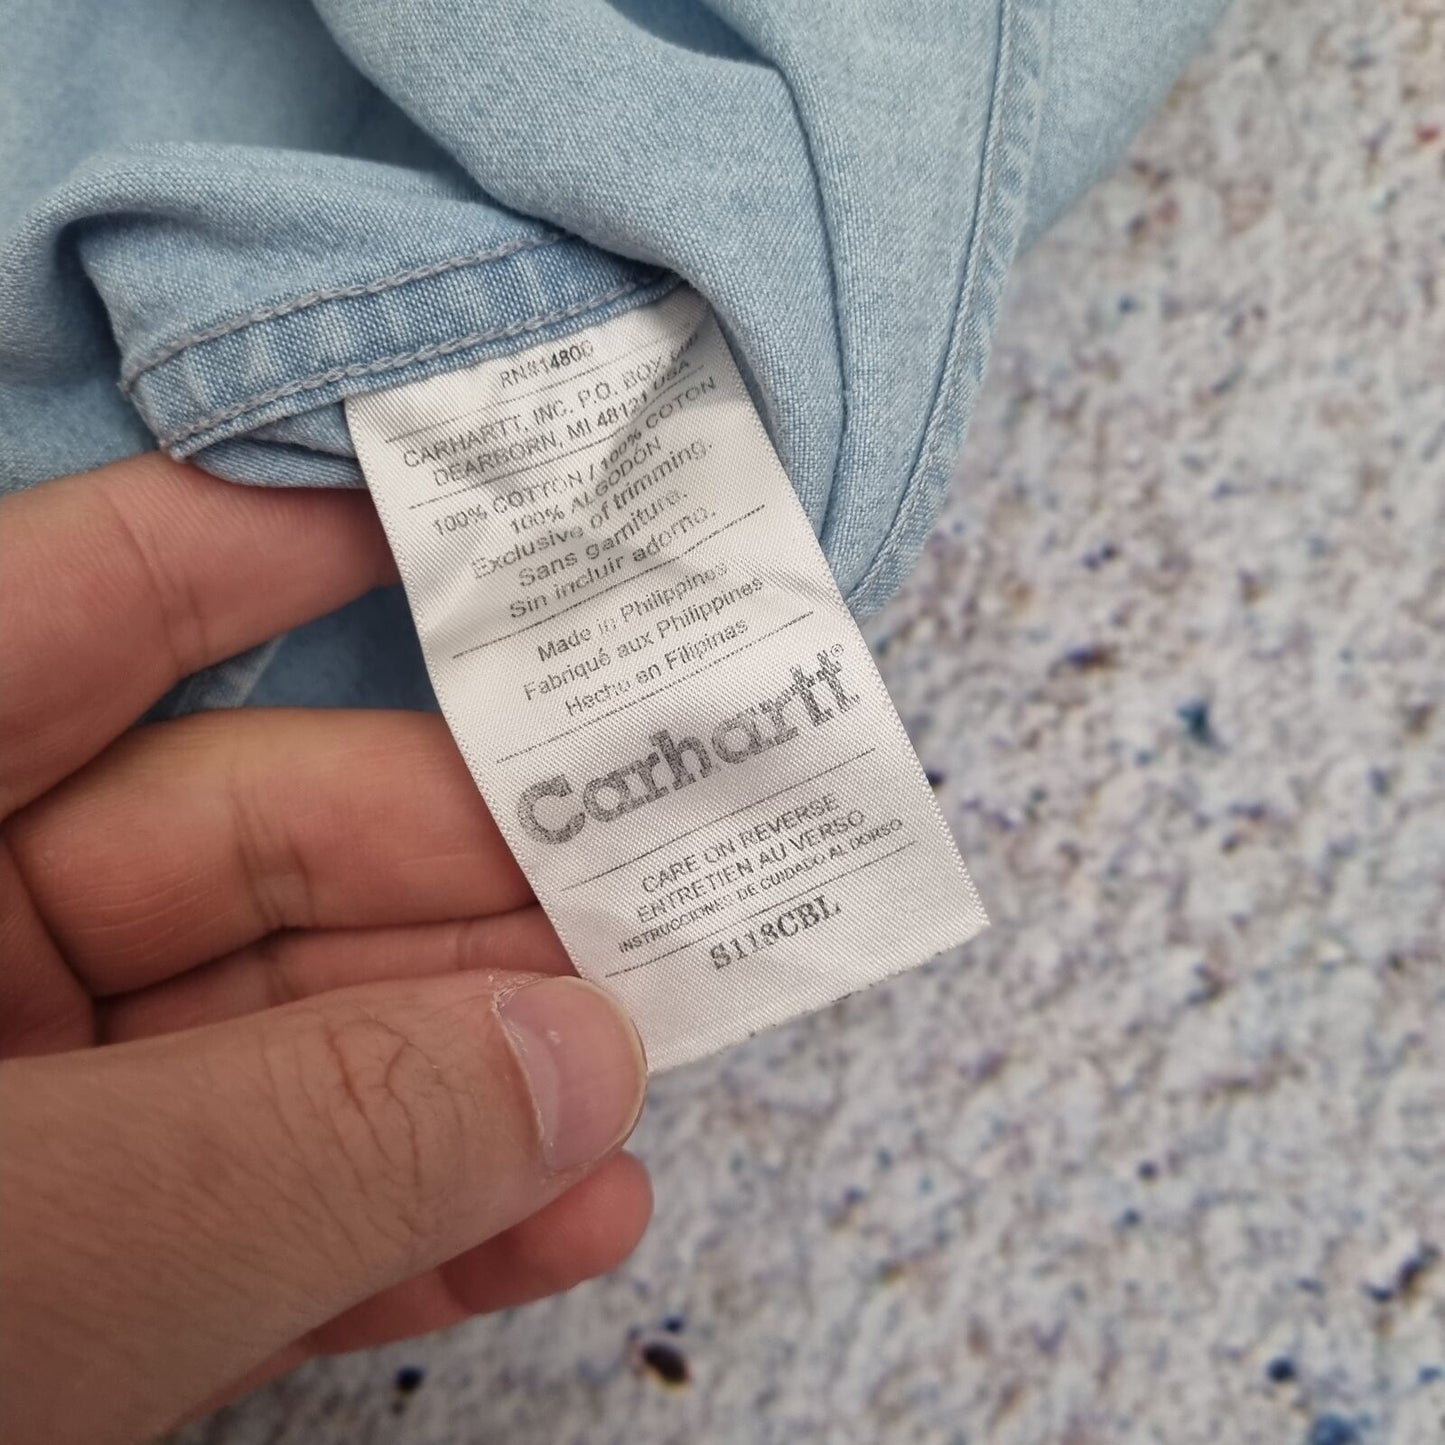 RN#14806
CARHARTT, INC. P.O. BOX 600
DEARBORN, MI 48121 USA
100% COTTON / 100% COTON
100% ALGODÓN
Exclusive of trimming.
Sans garniture.
Sin incluir adorno.
Made in Philippines
Fabriqué aux Philippines
Hecho en Filipinas
Carhartt®
CARE ON REVERSE
ENTRETIEN AU VERSO
INSTRUCCIONES DE CUIDADO AL DORSO
S118CBL